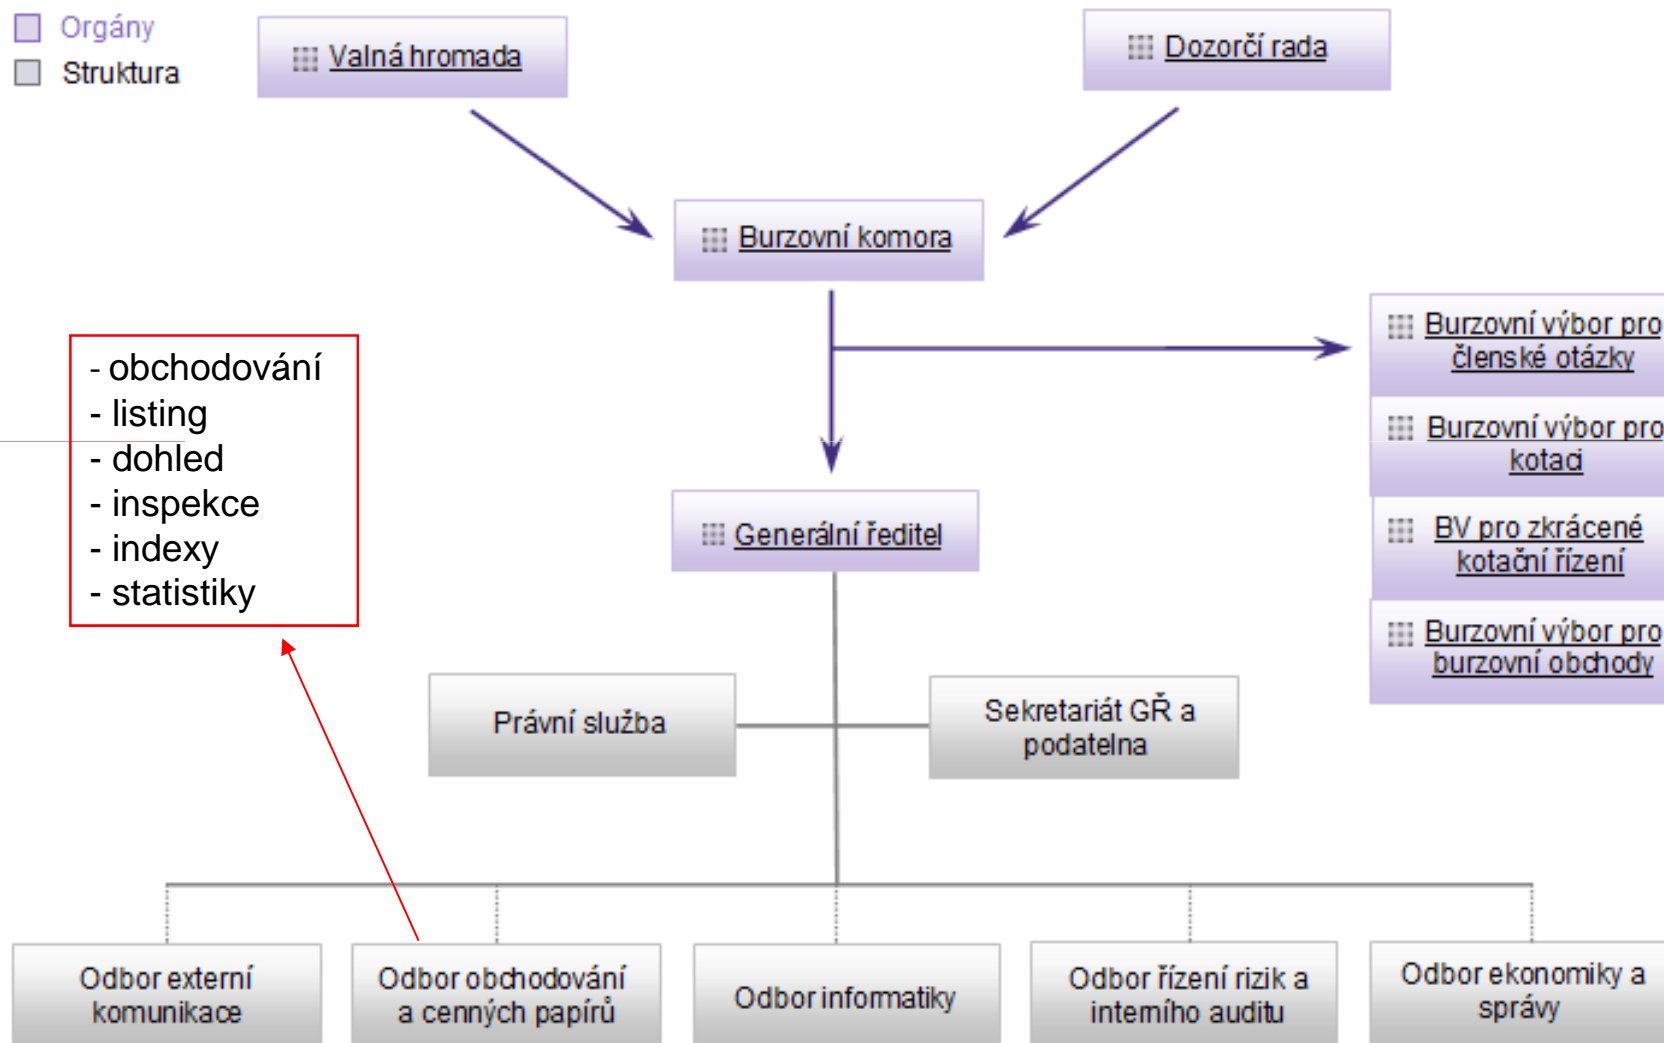 Orgány
Struktura
Valná hromada
Dozorčí rada
Burzovní komora
Burzovní výbor pro
členské otázky
Burzovní výbor pro
kotaci
BV pro zkrácené
kotační řízení
Burzovní výbor pro
burzovní obchody
- obchodování
- listing
- dohled
- inspekce
- indexy
- statistiky
Generální ředitel
Právní služba
Sekretariát GŘ a
podatelna
Odbor externí
komunikace
Odbor obchodování
a cenných papírů
Odbor informatiky
Odbor řízení rizik a
interního auditu
Odbor ekonomiky a
správy